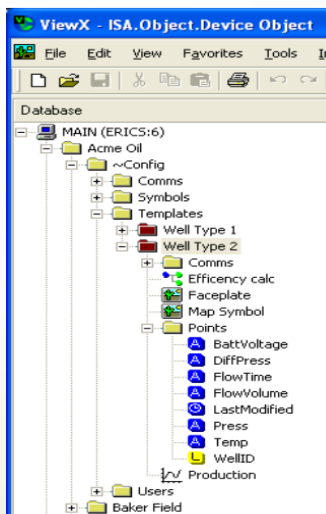 ViewX - ISA.Object.Device Object
File Edit View Favorites Tools
Database
MAIN (ERICS:6)
Acme Oil
~Config
Comms
Symbols
Templates
Well Type 1
Well Type 2
Comms
Efficency calc
Faceplate
Map Symbol
Points
A BattVoltage
A DiffPress
A FlowTime
A FlowVolume
LastModified
A Press
A Temp
L WellID
Production
Users
Baker Field